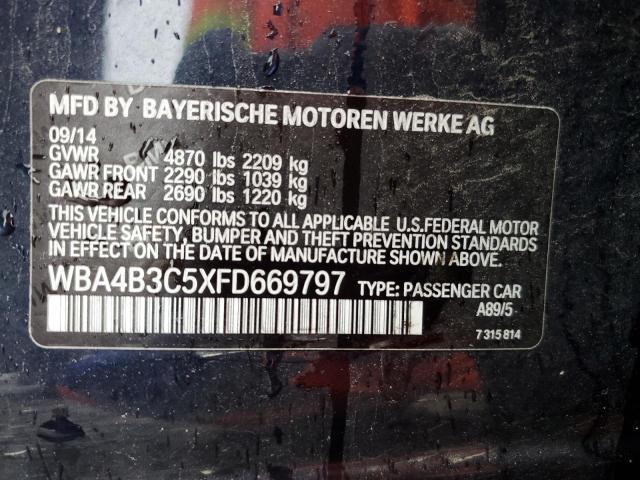 MFD BY BAYERISCHE MOTOREN WERKE AG
09/14
GVWR 4870 lbs 2209 kg
GAWR FRONT 2290 lbs 1039 kg
GAWR REAR 2690 lbs 1220 kg
THIS VEHICLE CONFORMS TO ALL APPLICABLE U.S.FEDERAL MOTOR
VEHICLE SAFETY, BUMPER AND THEFT PREVENTION STANDARDS
IN EFFECT ON THE DATE OF MANUFACTURE SHOWN ABOVE.
WBA4B3C5XFD669797 TYPE: PASSENGER CAR
A89/5
7 315 814